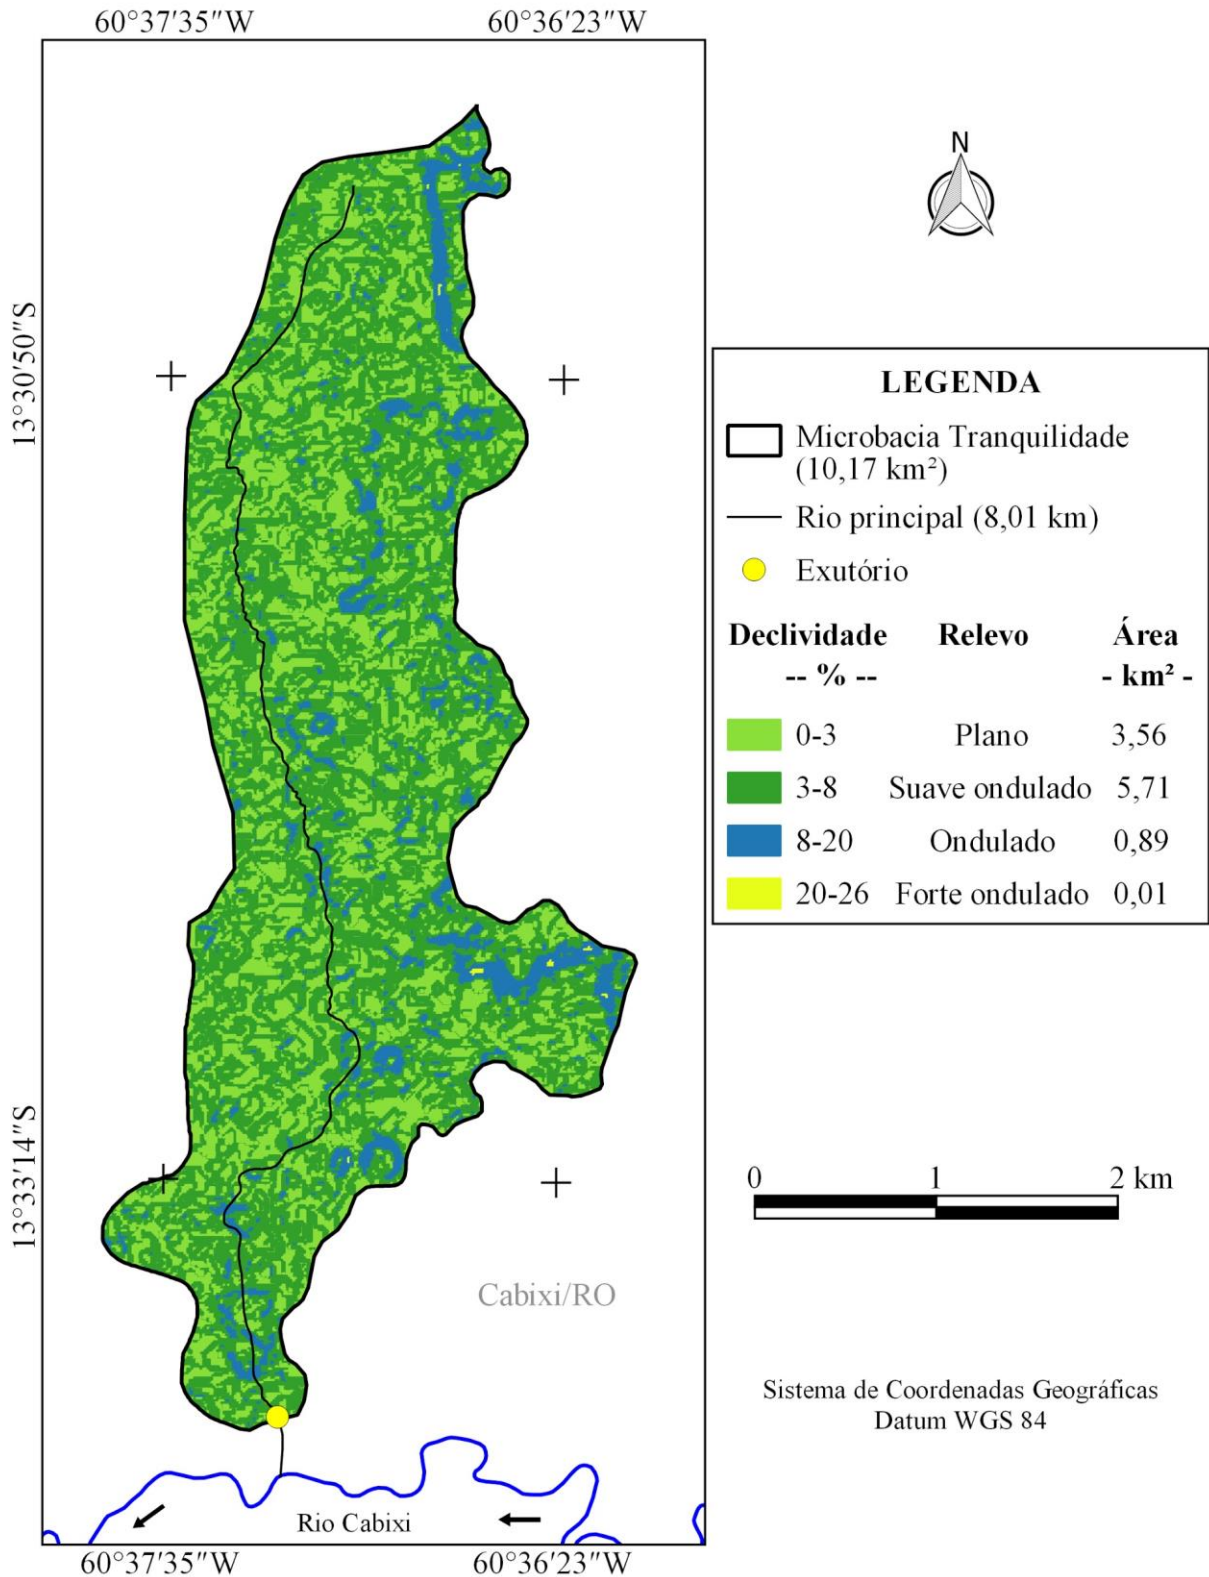 60°37′35″W 60°36′23″W
N
13°30′50″S
LEGENDA
Microbacia Tranquilidade
(10,17 km²)
Rio principal (8,01 km)
Exutório
Declividade Relevo Área
-- % -- - km² -
0-3 Plano 3,56
3-8 Suave ondulado 5,71
8-20 Ondulado 0,89
20-26 Forte ondulado 0,01
13°33′14″S
0 1 2 km
Cabixi/RO
Sistema de Coordenadas Geográficas
Datum WGS 84
Rio Cabixi
60°37′35″W 60°36′23″W